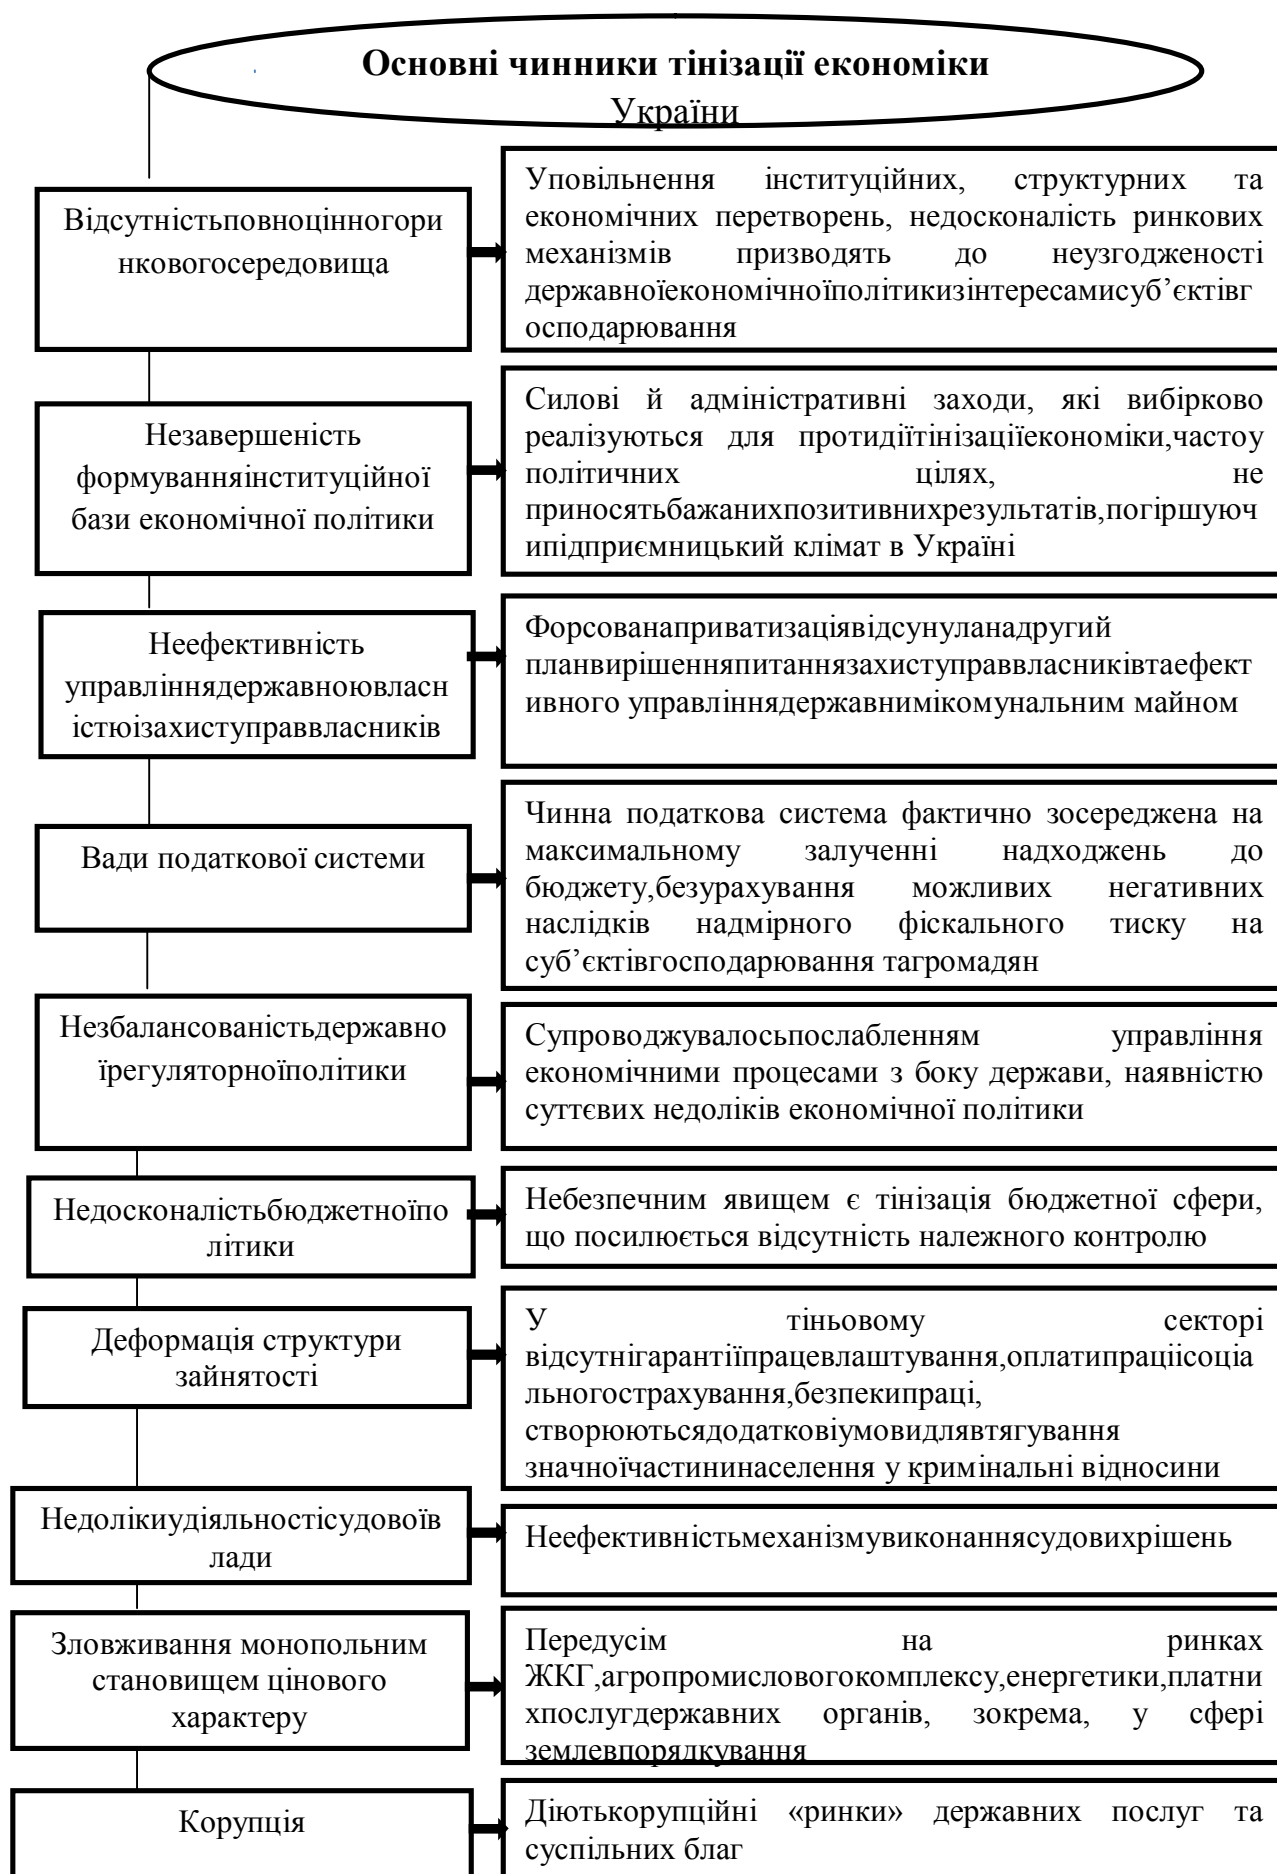 Основні чинники тінізації економіки
України
Відсутністьповноцінногори
нковогосередовища
Уповільнення інституційних, структурних та
економічних перетворень, недосконалість ринкових
механізмів призводять до неузгодженості
державноїекономічноїполітикизінтересамисуб’єктівг
осподарювання
Незавершеність
формуванняінституційної
бази економічної політики
Силові й адміністративні заходи, які вибірково
реалізуються для протидіїтінізаціїекономіки,частоу
політичних цілях, не
приносятьбажанихпозитивнихрезультатів,погіршуюч
ипідприємницький клімат в Україні
Неефективність
управліннядержавноювласн
істюізахиступраввласників
Форсованаприватизаціявідсунуланадругий
планвирішенняпитаннязахиступраввласниківтаефект
ивного управліннядержавнимікомунальним майном
Вади податкової системи
Чинна податкова система фактично зосереджена на
максимальному залученні надходжень до
бюджету,безурахування можливих негативних
наслідків надмірного фіскального тиску на
суб’єктівгосподарювання тагромадян
Незбалансованістьдержавно
їрегуляторноїполітики
Супроводжувалосьпослабленням управління
економічними процесами з боку держави, наявністю
суттєвих недоліків економічної політики
Недосконалістьбюджетноїпо
літики
Небезпечним явищем є тінізація бюджетної сфери,
що посилюється відсутність належного контролю
Деформація структури
зайнятості
У тіньовому секторі
відсутнігарантіїпрацевлаштування,оплатипраціісоціа
льногострахування,безпекипраці,
створюютьсядодатковіумовидлявтягування
значноїчастининаселення у кримінальні відносини
Недолікиудіяльностісудовоїв
лади
Неефективністьмеханізмувиконаннясудовихрішень
Зловживання монопольним
становищем цінового
характеру
Передусім на ринках
ЖКГ,агропромисловогокомплексу,енергетики,платни
хпослугдержавних органів, зокрема, у сфері
землевпорядкування
Корупція
Діютькорупційні «ринки» державних послуг та
суспільних благ